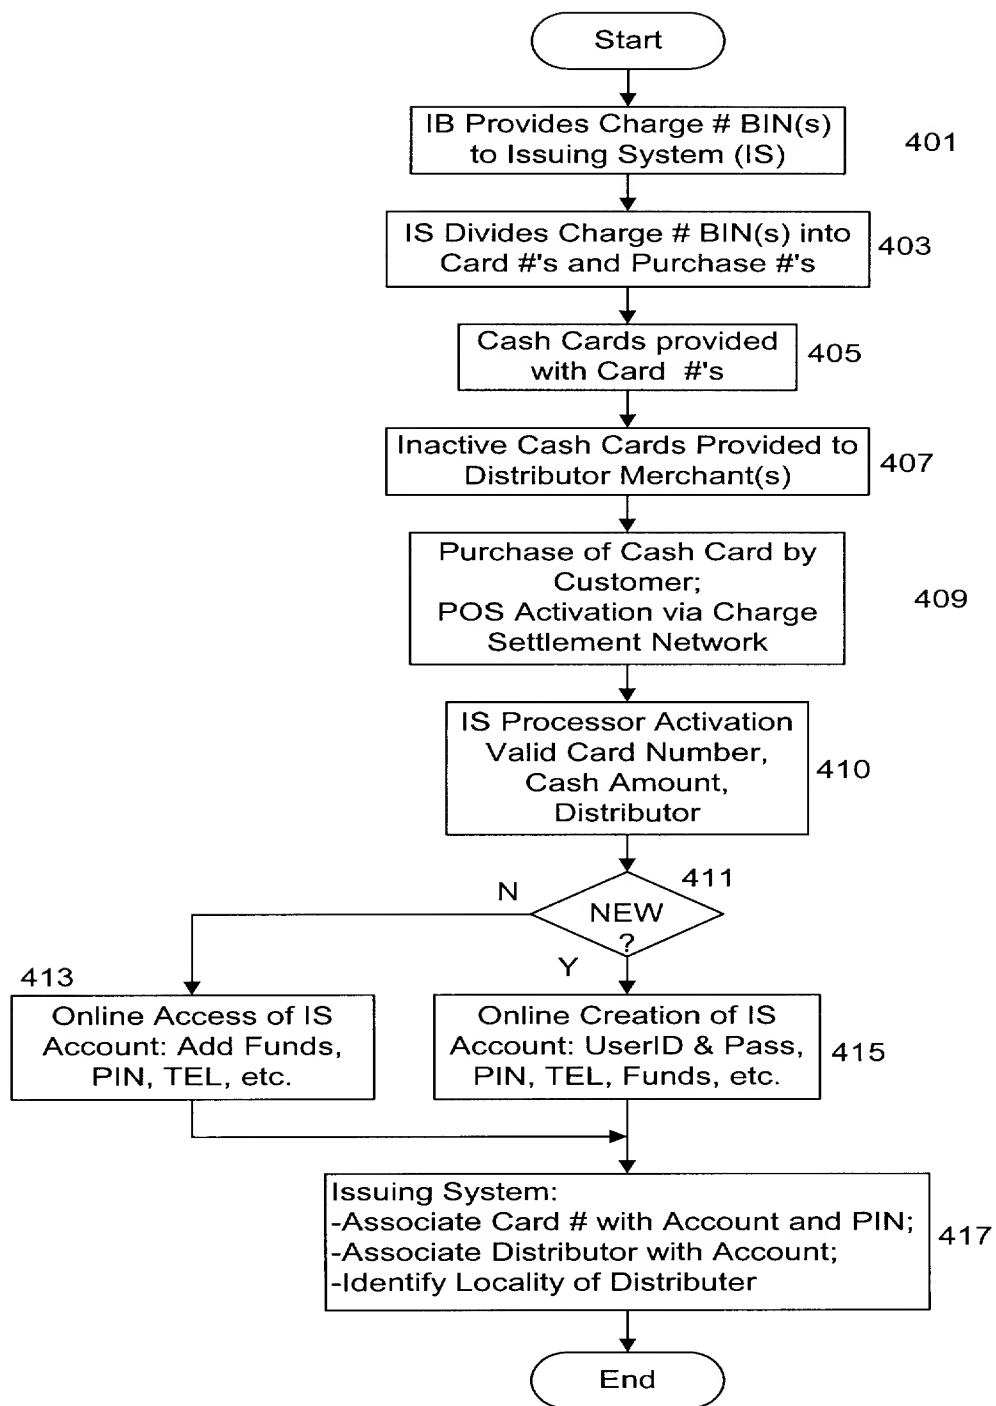 Start
IB Provides Charge # BIN(s)
to Issuing System (IS)
401
IS Divides Charge # BIN(s) into
Card #'s and Purchase #'s
403
Cash Cards provided
with Card #'s
405
Inactive Cash Cards Provided to
Distributor Merchant(s)
407
Purchase of Cash Card by
Customer;
POS Activation via Charge
Settlement Network
409
IS Processor Activation
Valid Card Number,
Cash Amount,
Distributor
410
411
N
NEW
?
Y
413
Online Access of IS
Account: Add Funds,
PIN, TEL, etc.
Online Creation of IS
Account: UserID & Pass,
PIN, TEL, Funds, etc.
415
Issuing System:
-Associate Card # with Account and PIN;
-Associate Distributor with Account;
-Identify Locality of Distributer
417
End